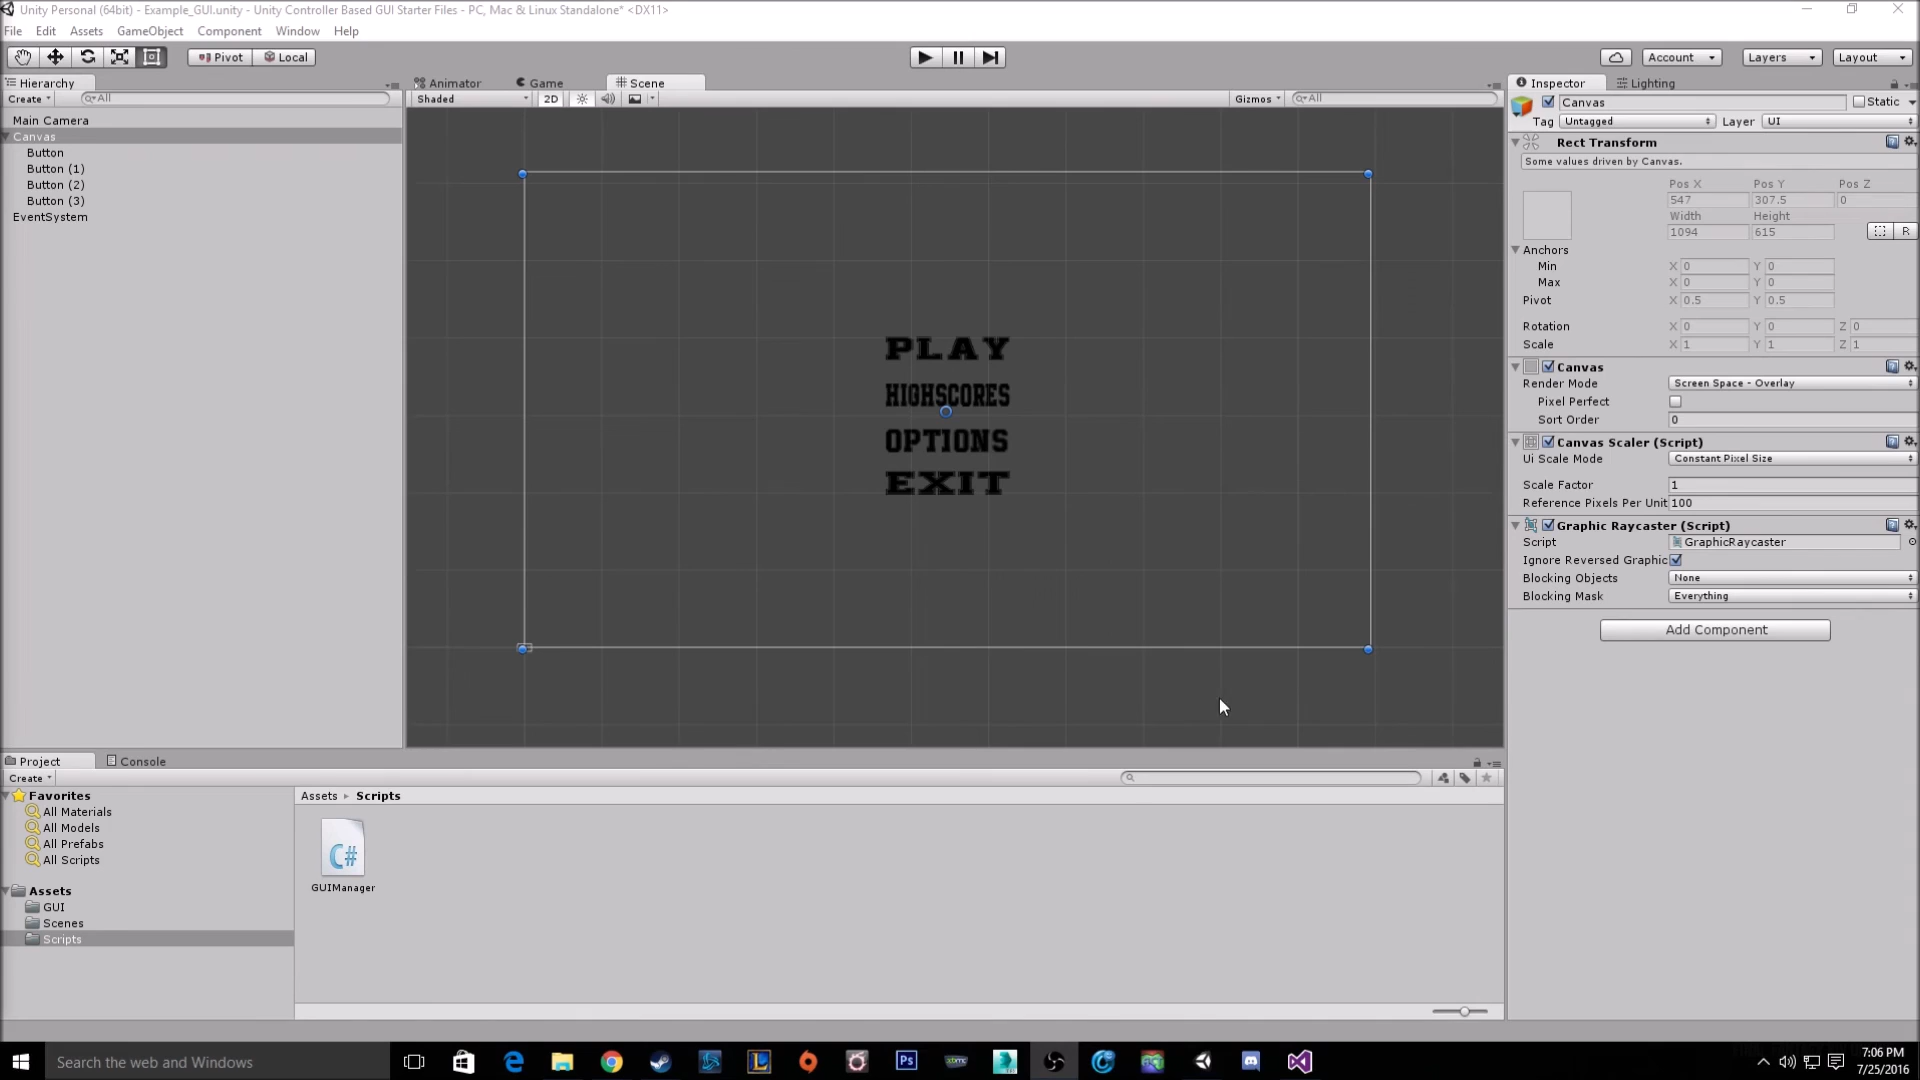 Unity Personal (64bit) - Example_GUI.unity - Unity Controller Based GUI Starter Files - PC, Mac & Linux Standalone* <DX11>
File Edit Assets GameObject Component Window Help
Pivot Local Account Layers Layout
Hierarchy
Create All
Main Camera
Canvas
Button
Button (1)
Button (2)
Button (3)
EventSystem
Animator Game Scene
Shaded 2D Gizmos All
PLAY
HIGHSCORES
OPTIONS
EXIT
Inspector Lighting
Canvas Static
Tag Untagged Layer UI
Rect Transform
Some values driven by Canvas.
Pos X Pos Y Pos Z
547 307.5 0
Width Height
1094 615 R
Anchors
Min X 0 Y 0
Max X 0 Y 0
Pivot X 0.5 Y 0.5
Rotation X 0 Y 0 Z 0
Scale X 1 Y 1 Z 1
Canvas
Render Mode Screen Space - Overlay
Pixel Perfect
Sort Order 0
Canvas Scaler (Script)
Ui Scale Mode Constant Pixel Size
Scale Factor 1
Reference Pixels Per Unit 100
Graphic Raycaster (Script)
Script GraphicRaycaster
Ignore Reversed Graphic
Blocking Objects None
Blocking Mask Everything
Add Component
Project Console
Create
Favorites
All Materials
All Models
All Prefabs
All Scripts
Assets
GUI
Scenes
Scripts
Assets Scripts
C#
GUIManager
Search the web and Windows
Ps
7:06 PM
7/25/2016